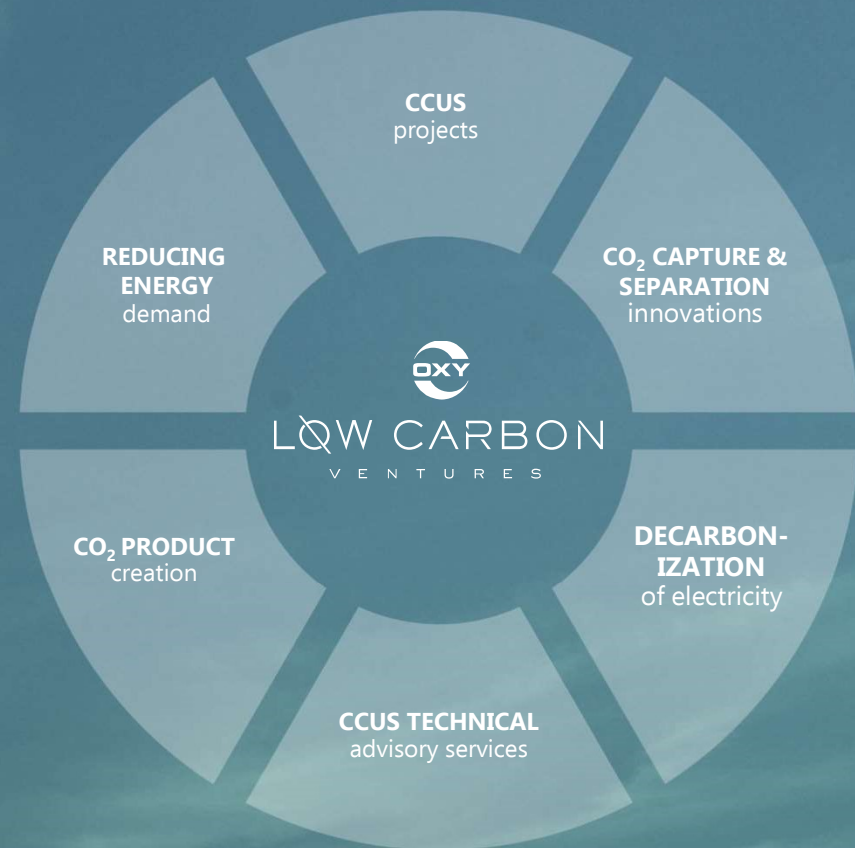 CCUS
projects
REDUCING
ENERGY
demand
CO₂ CAPTURE &
SEPARATION
innovations
OXY
LOW CARBON
VENTURES
CO₂ PRODUCT
creation
DECARBON-
IZATION
of electricity
CCUS TECHNICAL
advisory services